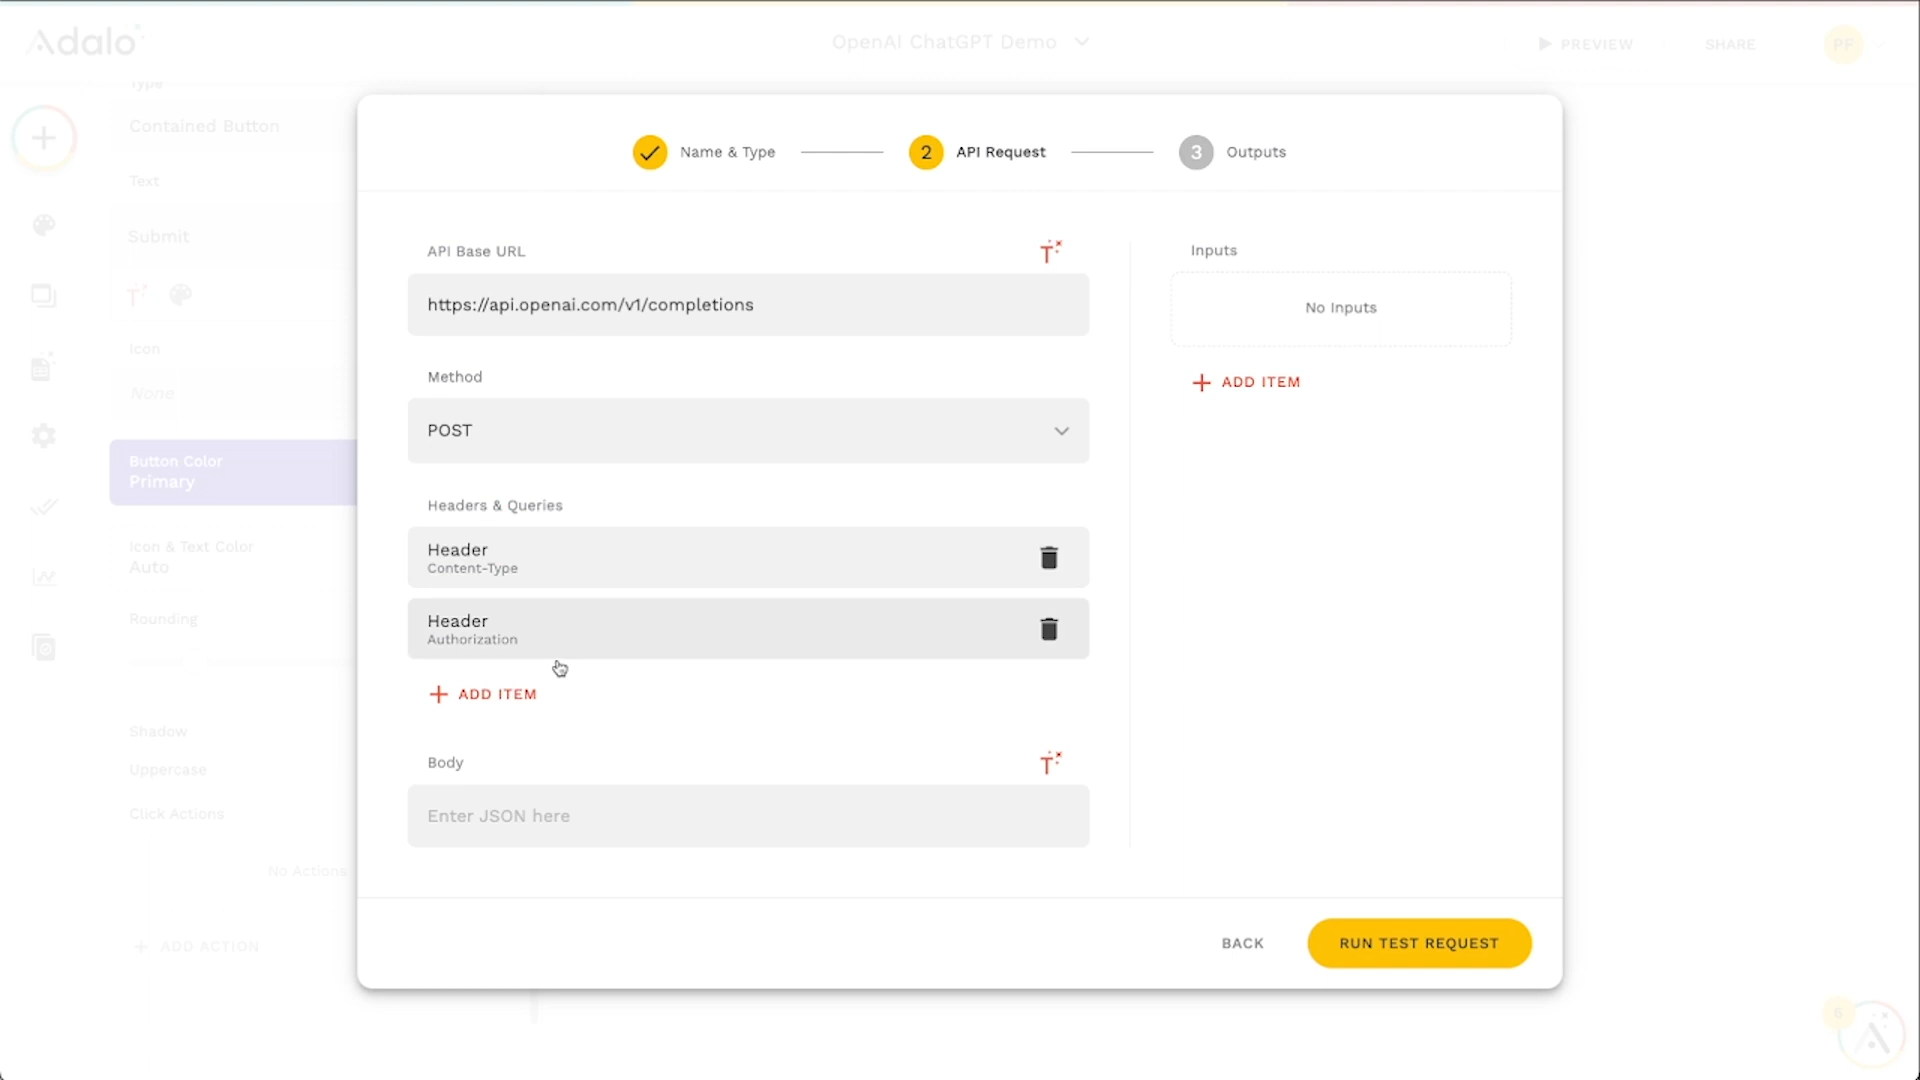 Adalo
OpenAI ChatGPT Demo
PREVIEW
SHARE
PF
Type
Contained Button
Text
Submit
Icon
None
Button Color
Primary
Icon & Text Color
Auto
Rounding
Shadow
Uppercase
Click Actions
No Actions
+ ADD ACTION
Name & Type
2 API Request
3 Outputs
API Base URL
https://api.openai.com/v1/completions
Method
POST
Headers & Queries
Header
Content-Type
Header
Authorization
+ ADD ITEM
Body
Enter JSON here
Inputs
No Inputs
+ ADD ITEM
BACK
RUN TEST REQUEST
6